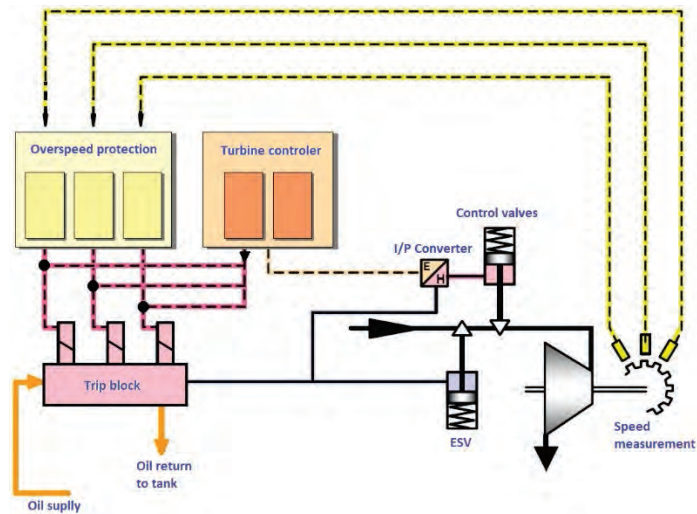 Overspeed protection
Turbine controler
Control valves
I/P Converter
E
H
Trip block
ESV
Speed
measurement
Oil return
to tank
Oil suplly